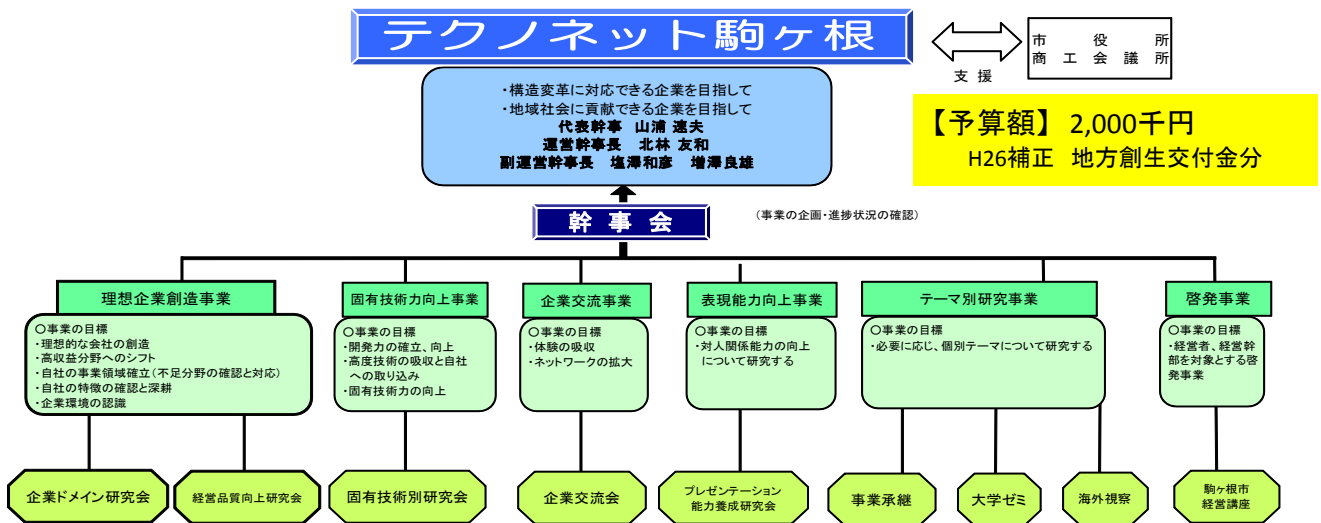 テクノネット駒ヶ根
市役所
商工会議所
支援
・構造変革に対応できる企業を目指して
・地域社会に貢献できる企業を目指して
代表幹事 山浦 速夫
運営幹事長 北林 友和
副運営幹事長 塩澤和彦 増澤良雄
【予算額】 2,000千円
H26補正 地方創生交付金分
幹事会
(事業の企画・進捗状況の確認)
理想企業創造事業
○事業の目標
・理想的な会社の創造
・高収益分野へのシフト
・自社の事業領域確立(不足分野の確認と対応)
・自社の特徴の確認と深耕
・企業環境の認識
固有技術力向上事業
○事業の目標
・開発力の確立、向上
・高度技術の吸収と自社
への取り込み
・固有技術力の向上
企業交流事業
○事業の目標
・体験の吸収
・ネットワークの拡大
表現能力向上事業
○事業の目標
・対人関係能力の向上
について研究する
テーマ別研究事業
○事業の目標
・必要に応じ、個別テーマについて研究する
啓発事業
○事業の目標
・経営者、経営幹
部を対象とする啓
発事業
企業ドメイン研究会
経営品質向上研究会
固有技術別研究会
企業交流会
プレゼンテーション
能力養成研究会
事業承継
大学ゼミ
海外視察
駒ヶ根市
経営講座